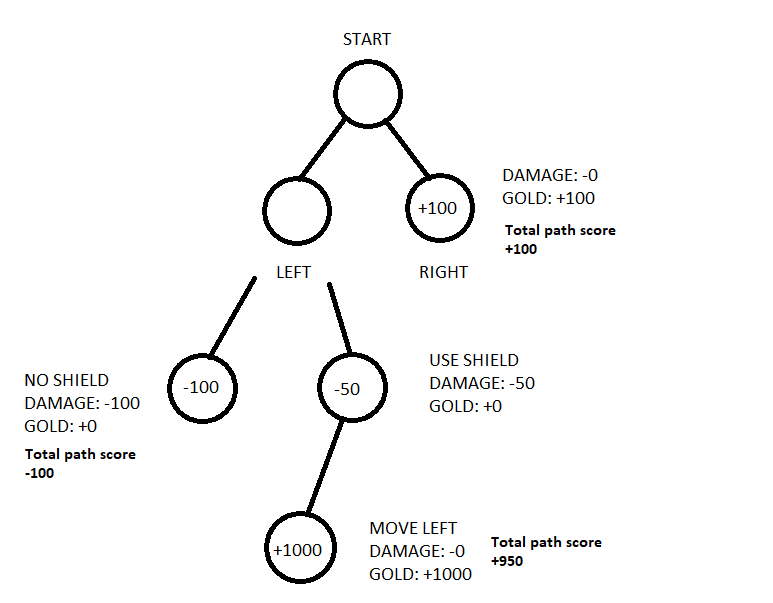 START
+100
DAMAGE: -0
GOLD: +100
Total path score
+100
LEFT
RIGHT
NO SHIELD
DAMAGE: -100
GOLD: +0
Total path score
-100
-100
-50
USE SHIELD
DAMAGE: -50
GOLD: +0
+1000
MOVE LEFT
DAMAGE: -0
GOLD: +1000
Total path score
+950